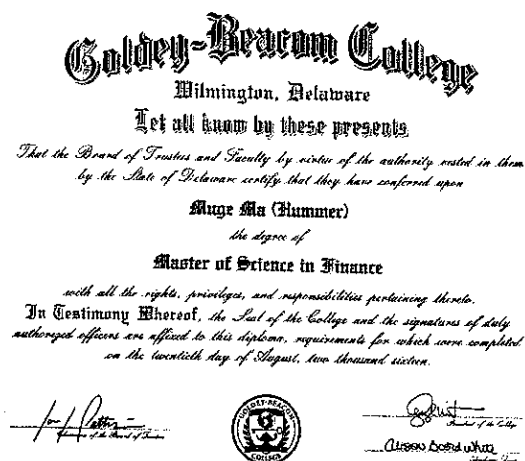 Goldey-Beacom College
Wilmington, Delaware
Let all know by these presents
That the Board of Trustees and Faculty by virtue of the authority vested in them
by the State of Delaware certify that they have conferred upon
Muge Ma (Hummer)
the degree of
Master of Science in Finance
with all the rights, privileges, and responsibilities pertaining thereto.
In Testimony Whereof, the Seal of the College and the signatures of duly
authorized officers are affixed to this diploma, requirements for which were completed
on the twentieth day of August, two thousand sixteen.
of the Board of Trustees
GOLDEY-BEACOM
COLLEGE
President of the College